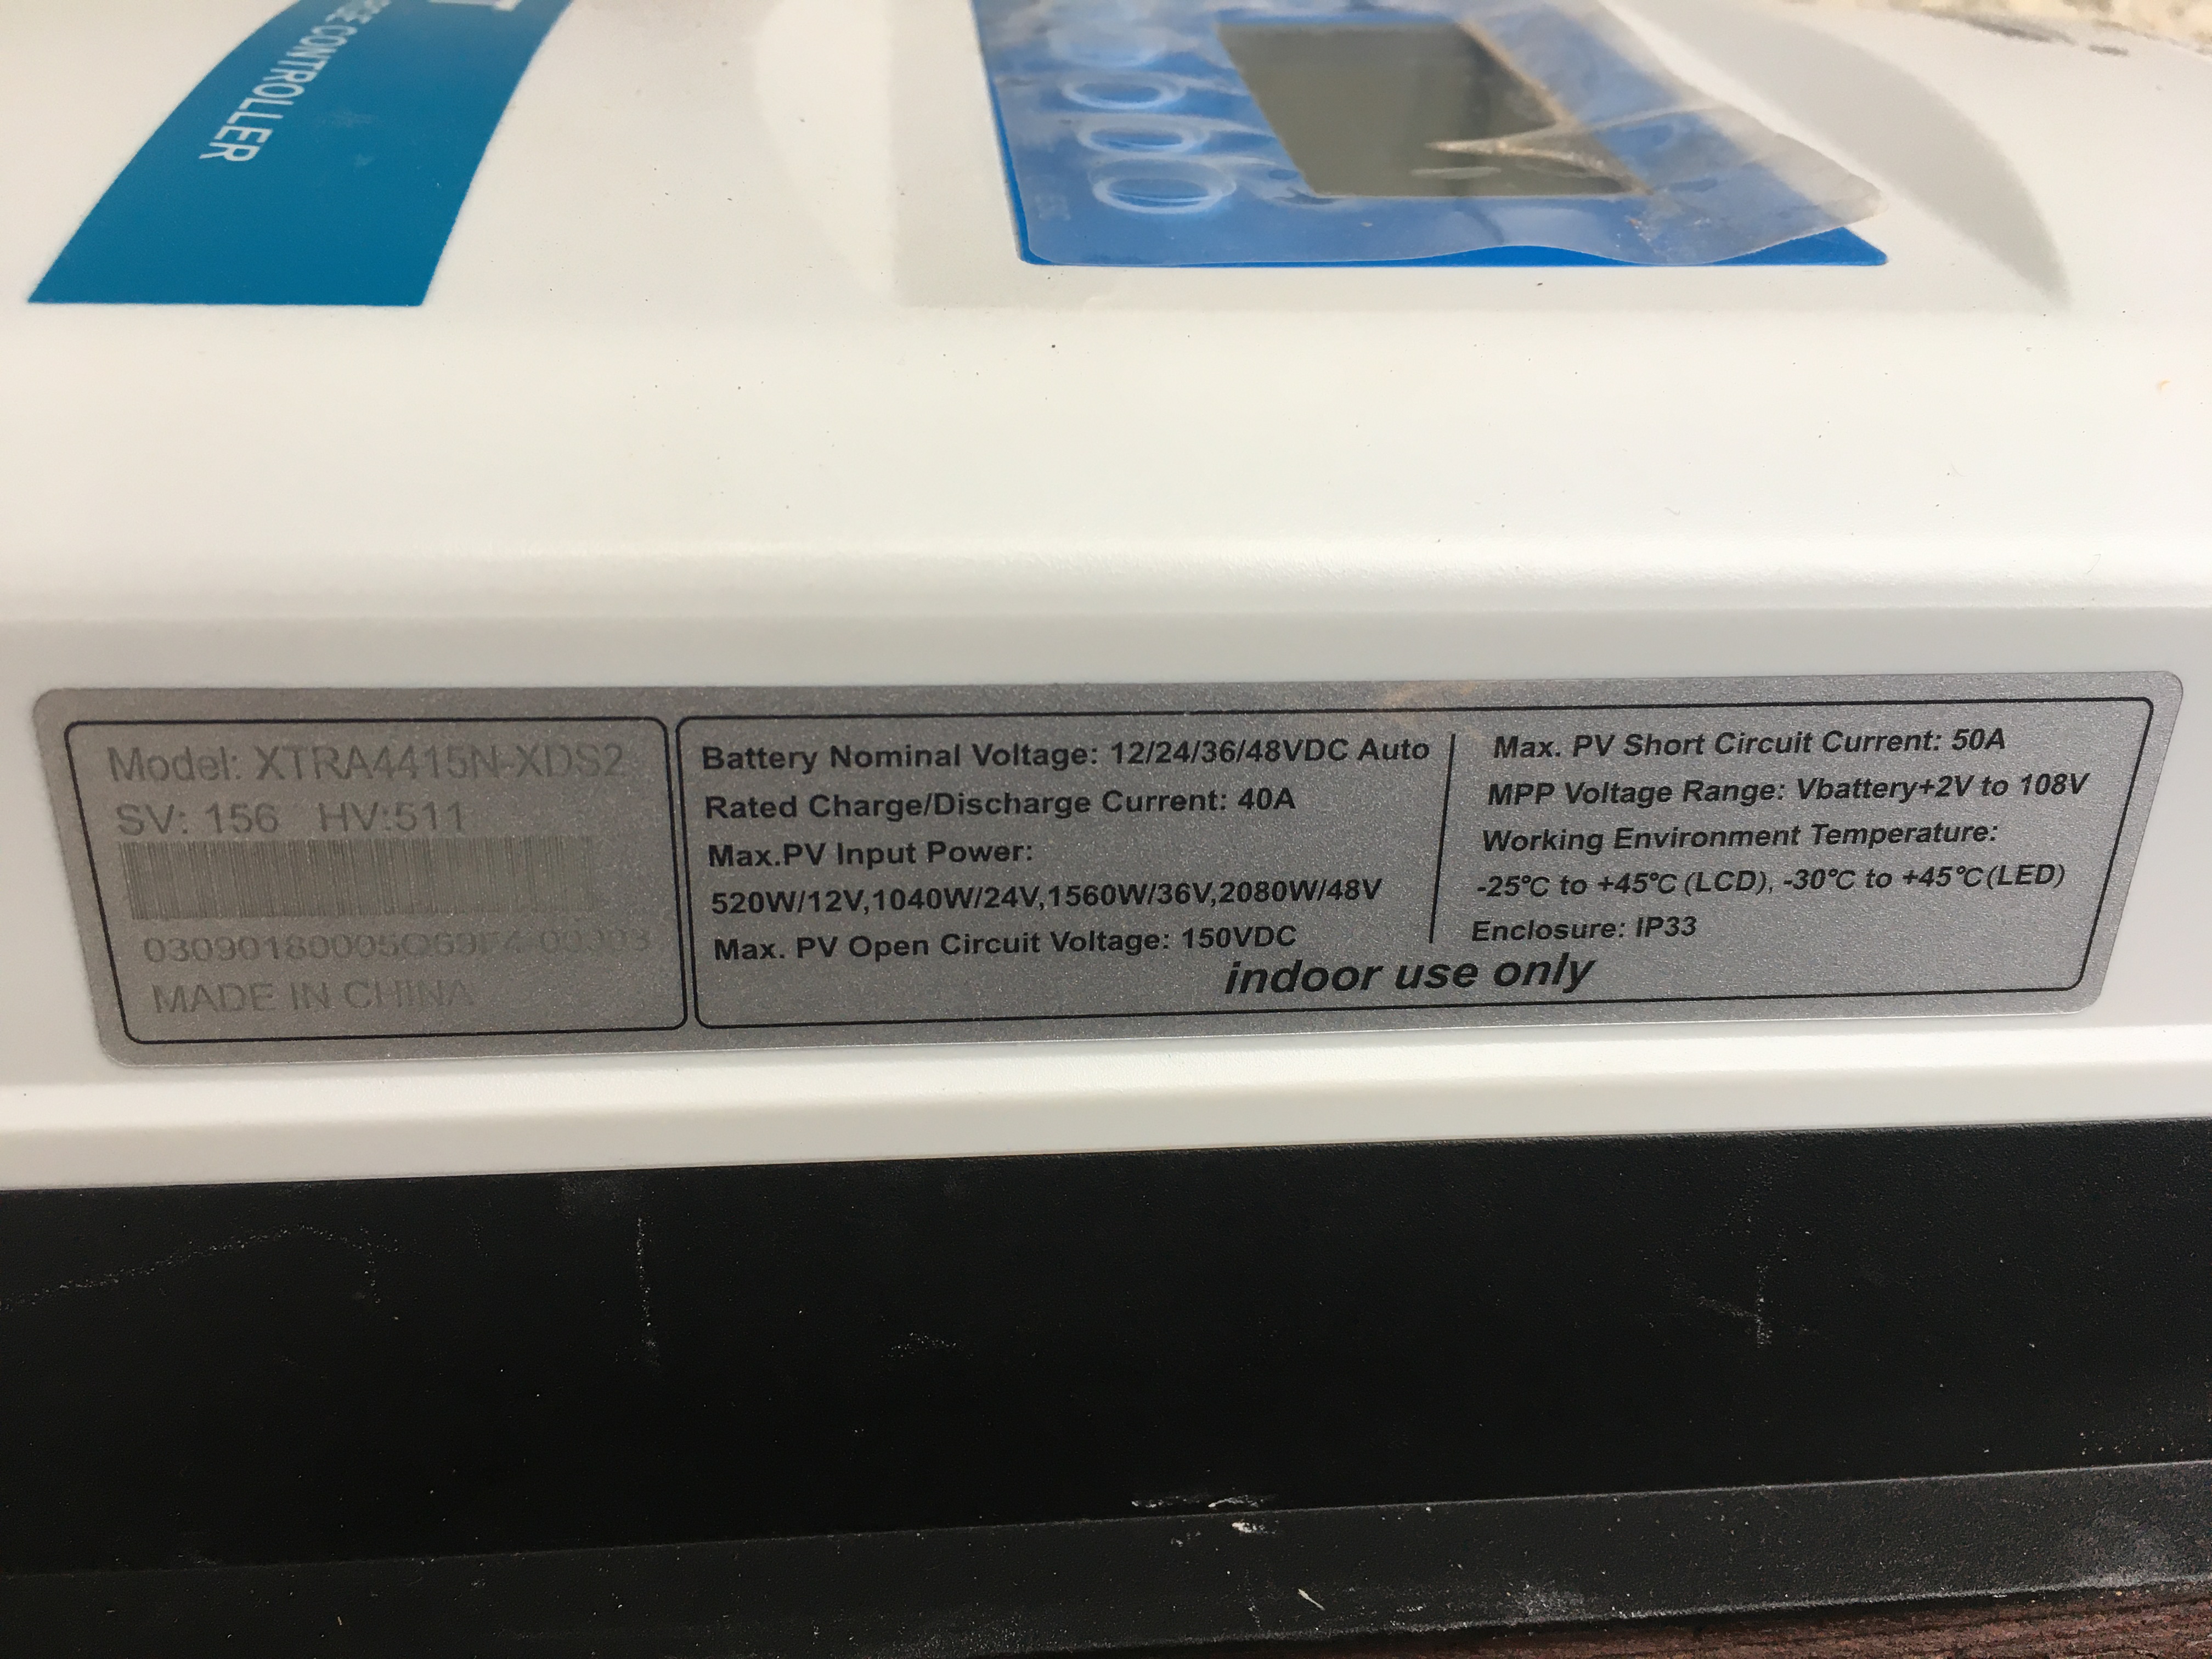 CONTROLLER
Model: XTRA4415N-XDS2
SV: 156 HV:511
MADE IN CHINA
Battery Nominal Voltage: 12/24/36/48VDC Auto
Rated Charge/Discharge Current: 40A
Max.PV Input Power:
520W/12V,1040W/24V,1560W/36V,2080W/48V
Max. PV Open Circuit Voltage: 150VDC
Max. PV Short Circuit Current: 50A
MPP Voltage Range: Vbattery+2V to 108V
Working Environment Temperature:
-25℃ to +45℃ (LCD), -30℃ to +45℃(LED)
Enclosure: IP33
indoor use only